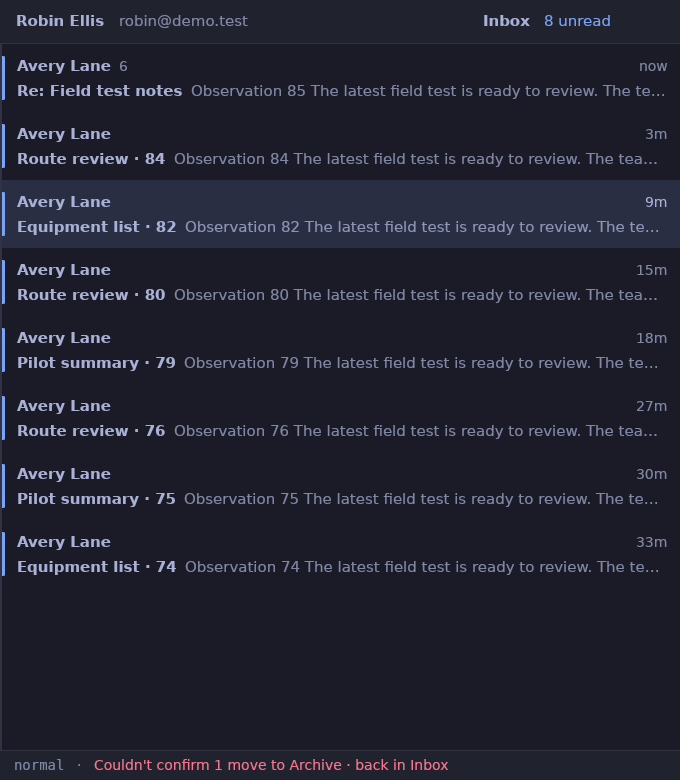 Robin Ellis robin@demo.test Inbox 8 unread
Avery Lane 6 now
Re: Field test notes Observation 85 The latest field test is ready to review. The te…
Avery Lane 3m
Route review · 84 Observation 84 The latest field test is ready to review. The tea…
Avery Lane 9m
Equipment list · 82 Observation 82 The latest field test is ready to review. The te…
Avery Lane 15m
Route review · 80 Observation 80 The latest field test is ready to review. The tea…
Avery Lane 18m
Pilot summary · 79 Observation 79 The latest field test is ready to review. The te…
Avery Lane 27m
Route review · 76 Observation 76 The latest field test is ready to review. The tea…
Avery Lane 30m
Pilot summary · 75 Observation 75 The latest field test is ready to review. The te…
Avery Lane 33m
Equipment list · 74 Observation 74 The latest field test is ready to review. The te…
normal · Couldn't confirm 1 move to Archive · back in Inbox